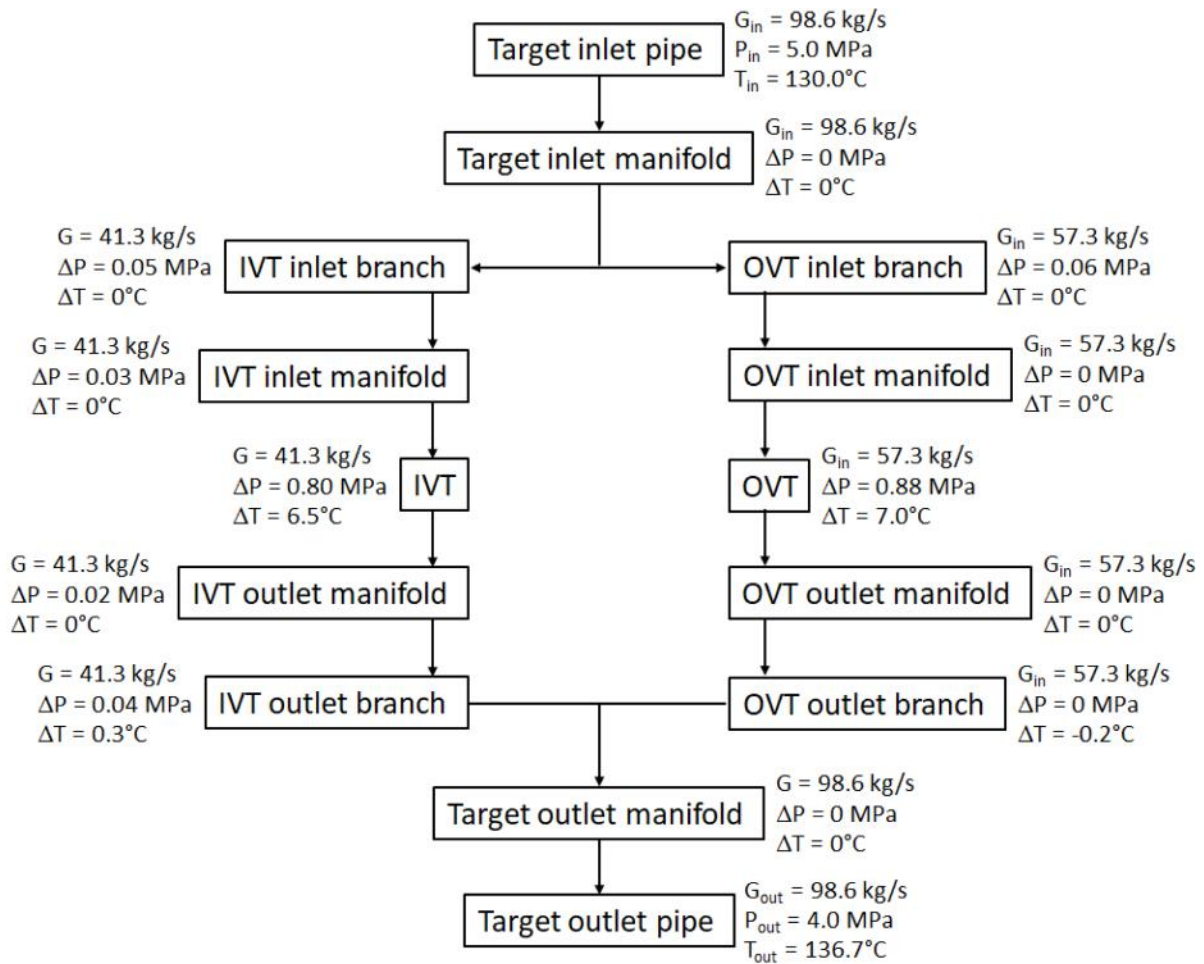 Target inlet pipe
G_in = 98.6 kg/s
P_in = 5.0 MPa
T_in = 130.0°C
Target inlet manifold
G_in = 98.6 kg/s
ΔP = 0 MPa
ΔT = 0°C
G = 41.3 kg/s
ΔP = 0.05 MPa
ΔT = 0°C
IVT inlet branch
OVT inlet branch
G_in = 57.3 kg/s
ΔP = 0.06 MPa
ΔT = 0°C
G = 41.3 kg/s
ΔP = 0.03 MPa
ΔT = 0°C
IVT inlet manifold
OVT inlet manifold
G_in = 57.3 kg/s
ΔP = 0 MPa
ΔT = 0°C
G = 41.3 kg/s
ΔP = 0.80 MPa
ΔT = 6.5°C
IVT
OVT
G_in = 57.3 kg/s
ΔP = 0.88 MPa
ΔT = 7.0°C
G = 41.3 kg/s
ΔP = 0.02 MPa
ΔT = 0°C
IVT outlet manifold
OVT outlet manifold
G_in = 57.3 kg/s
ΔP = 0 MPa
ΔT = 0°C
G = 41.3 kg/s
ΔP = 0.04 MPa
ΔT = 0.3°C
IVT outlet branch
OVT outlet branch
G_in = 57.3 kg/s
ΔP = 0 MPa
ΔT = -0.2°C
Target outlet manifold
G = 98.6 kg/s
ΔP = 0 MPa
ΔT = 0°C
Target outlet pipe
G_out = 98.6 kg/s
P_out = 4.0 MPa
T_out = 136.7°C